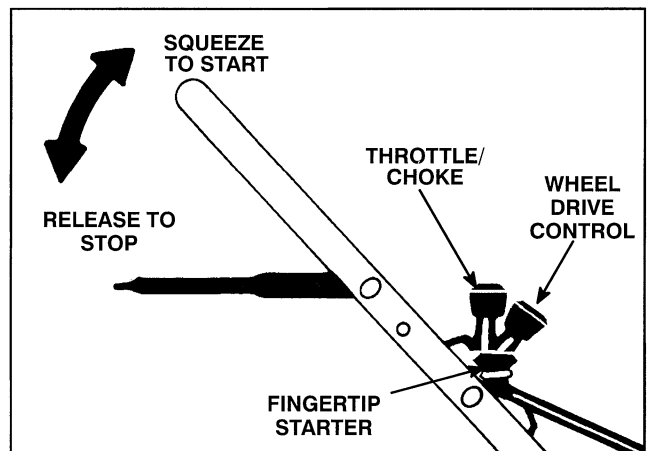 SQUEEZE
TO START
THROTTLE/
CHOKE
WHEEL
DRIVE
CONTROL
RELEASE TO
STOP
FINGERTIP
STARTER